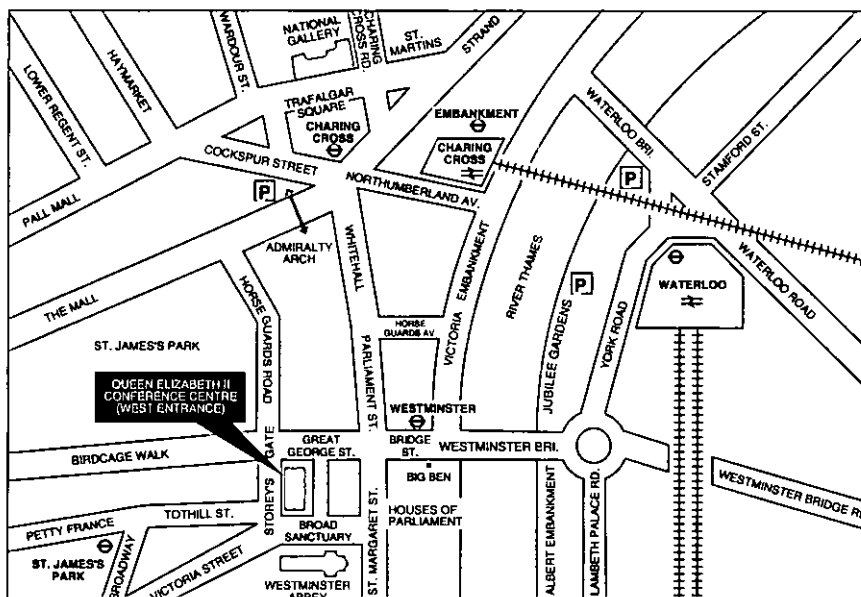 NATIONAL
GALLERY
WARDOUR ST.
CHARING
CROSS RD.
ST.
MARTINS
STRAND
HAYMARKET
LOWER REGENT ST.
TRAFALGAR
SQUARE
CHARING
CROSS
EMBANKMENT
CHARING
CROSS
WATERLOO BRI.
STAMFORD ST.
COCKSPUR STREET
NORTHUMBERLAND AV.
P
P
PALL MALL
ADMIRALTY
ARCH
WHITEHALL
VICTORIA EMBANKMENT
RIVER THAMES
P
WATERLOO
WATERLOO ROAD
THE MALL
HORSE GUARDS ROAD
HORSE
GUARDS AV.
JUBILEE GARDENS
YORK ROAD
ST. JAMES'S PARK
PARLIAMENT ST.
QUEEN ELIZABETH II
CONFERENCE CENTRE
(WEST ENTRANCE)
WESTMINSTER
BIRDCAGE WALK
STOREY'S GATE
GREAT
GEORGE ST.
BRIDGE
ST.
WESTMINSTER BRI.
BIG BEN
WESTMINSTER BRIDGE
PETTY FRANCE
TOTHILL ST.
BROAD
SANCTUARY
ST. MARGARET ST.
HOUSES OF
PARLIAMENT
ALBERT EMBANKMENT
LAMBETH PALACE RD.
ST. JAMES'S
PARK
BROADWAY
VICTORIA STREET
WESTMINSTER